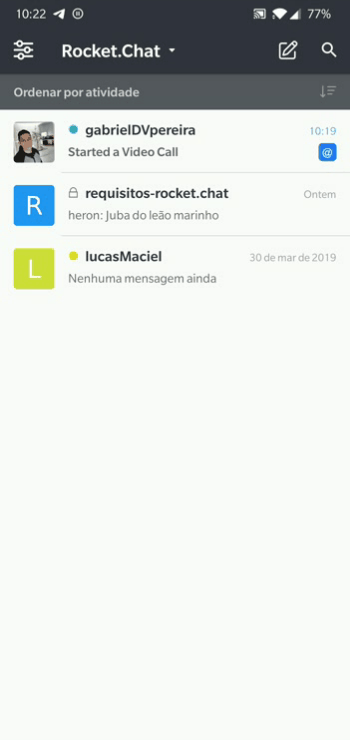 10:22 77%
Rocket.Chat
Ordenar por atividade
gabrielDVpereira 10:19
Started a Video Call @
R requisitos-rocket.chat Ontem
heron: Juba do leão marinho
L lucasMaciel 30 de mar de 2019
Nenhuma mensagem ainda